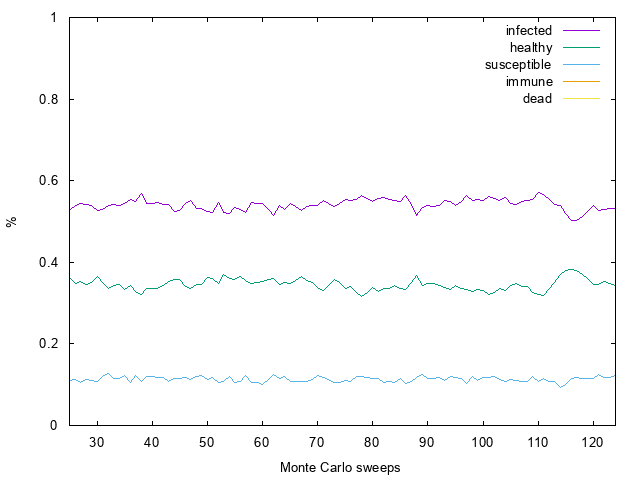 1
0.8
0.6
0.4
0.2
0
%
infected
healthy
susceptible
immune
dead
30 40 50 60 70 80 90 100 110 120
Monte Carlo sweeps